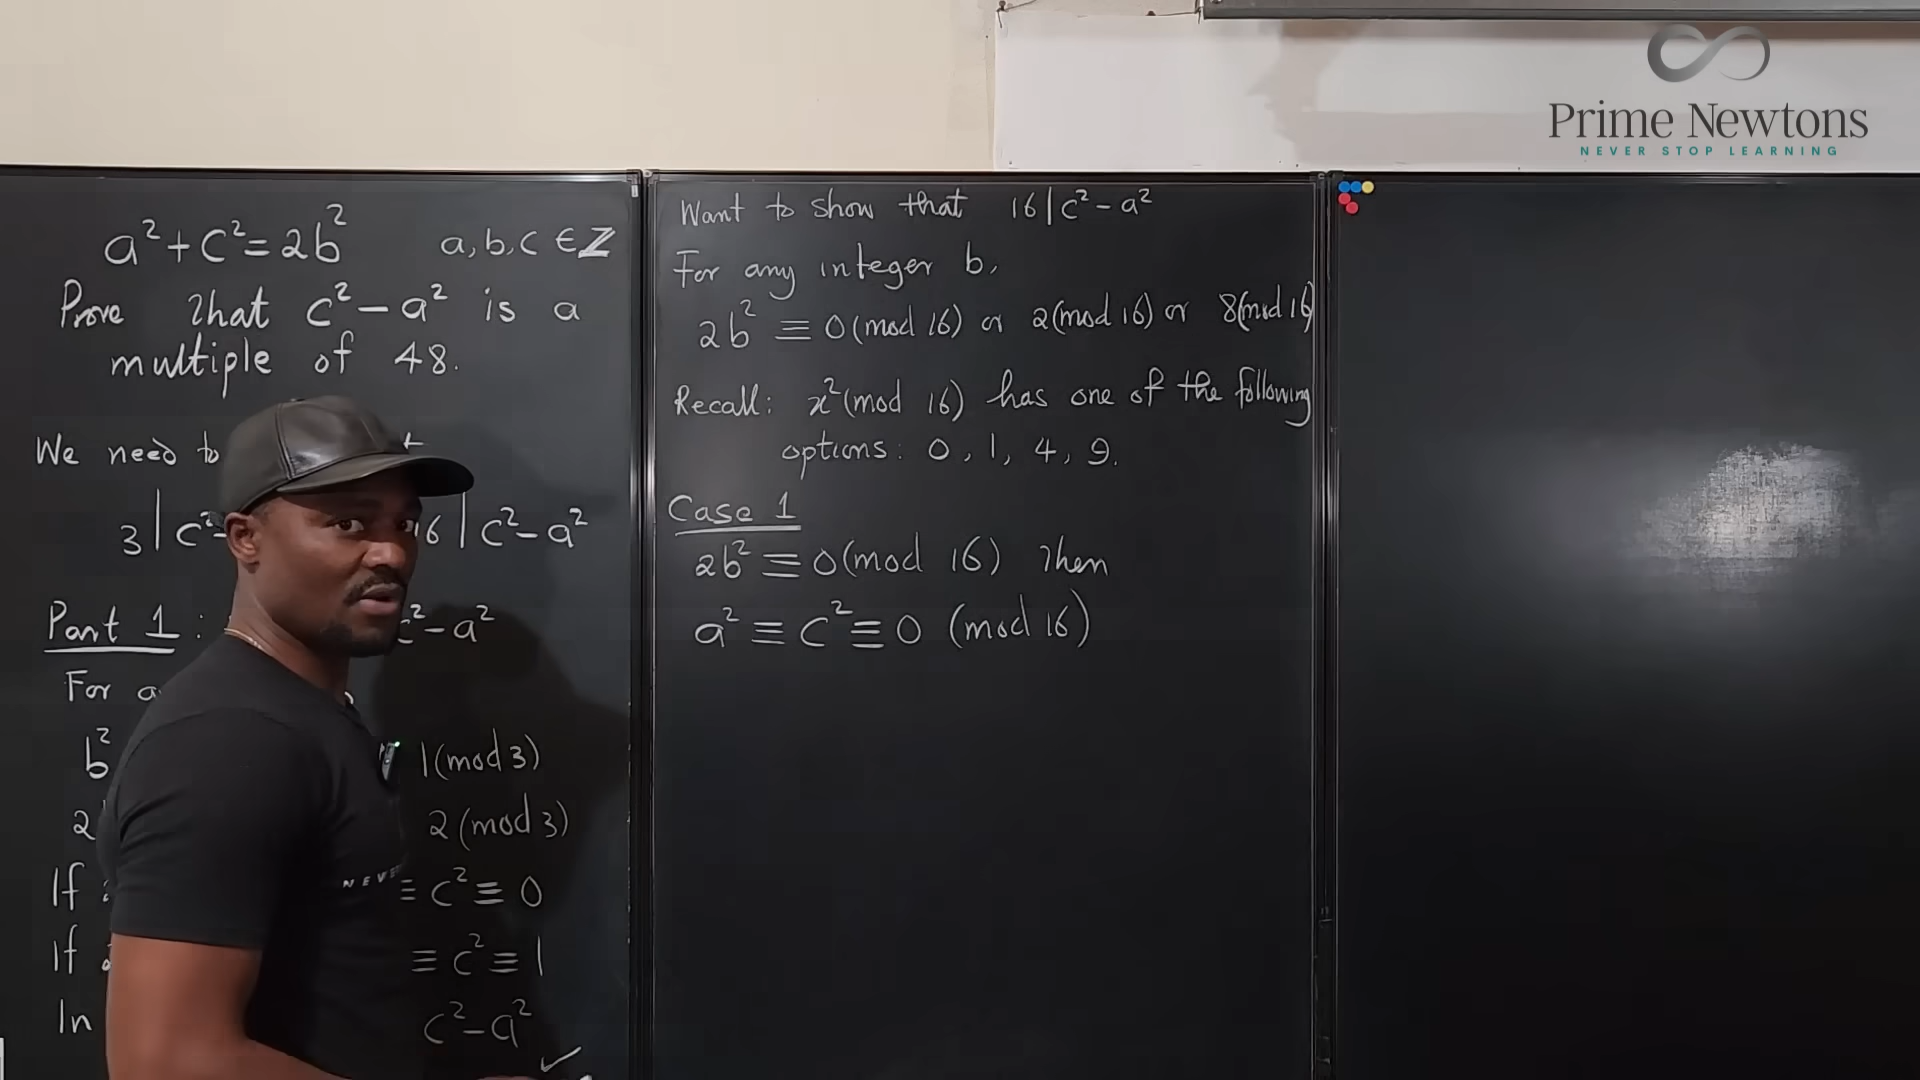 Prime Newtons
NEVER STOP LEARNING
a²+c²=2b² a,b,c ∈ ℤ
Prove that c²-a² is a
multiple of 48.
We need to
3|c²- 16|c²-a²
Part 1: c²-a²
For
b² 1(mod 3)
2 2(mod 3)
If ≡ c² ≡ 0
If ≡ c² ≡ 1
In c²-a²
Want to show that 16|c²-a²
For any integer b,
2b² ≡ 0(mod 16) or 2(mod 16) or 8(mod 16)
Recall: x²(mod 16) has one of the following
options: 0, 1, 4, 9.
Case 1
2b² ≡ 0(mod 16) then
a² ≡ c² ≡ 0 (mod 16)